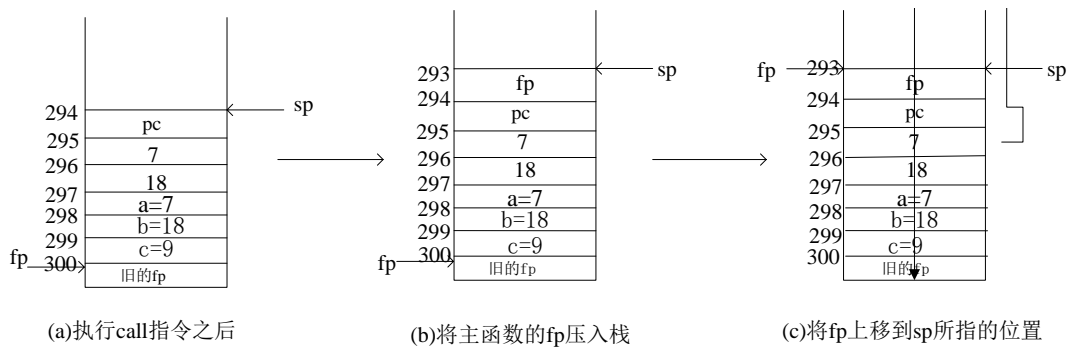 294
295
296
297
298
299
300
pc
7
18
a=7
b=18
c=9
旧的fp
sp
fp
(a)执行call指令之后
293
294
295
296
297
298
299
300
fp
pc
7
18
a=7
b=18
c=9
旧的fp
sp
fp
(b)将主函数的fp压入栈
293
294
295
296
297
298
299
300
fp
pc
7
18
a=7
b=18
c=9
旧的fp
fp
sp
(c)将fp上移到sp所指的位置